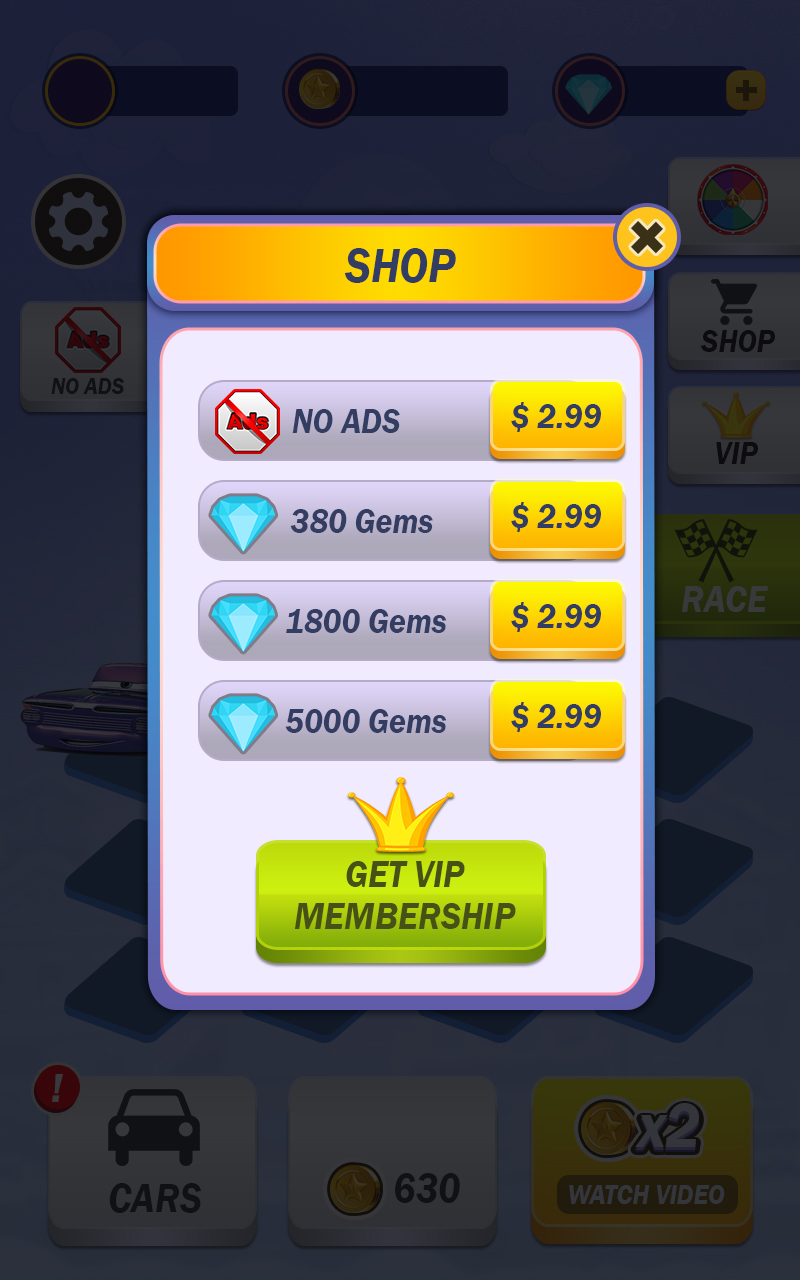 SHOP
Ads
NO ADS
$ 2.99
380 Gems
$ 2.99
1800 Gems
$ 2.99
5000 Gems
$ 2.99
GET VIP
MEMBERSHIP
Ads
NO ADS
SHOP
VIP
RACE
!
CARS
630
x2
WATCH VIDEO